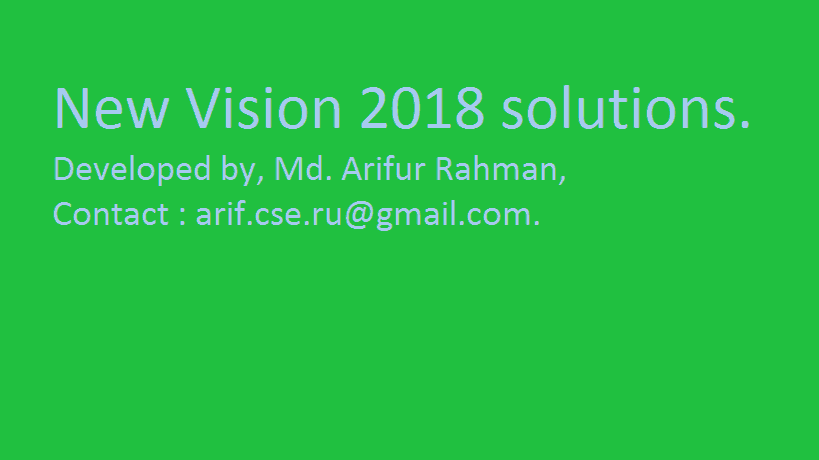 New Vision 2018 solutions.
Developed by, Md. Arifur Rahman,
Contact : arif.cse.ru@gmail.com.